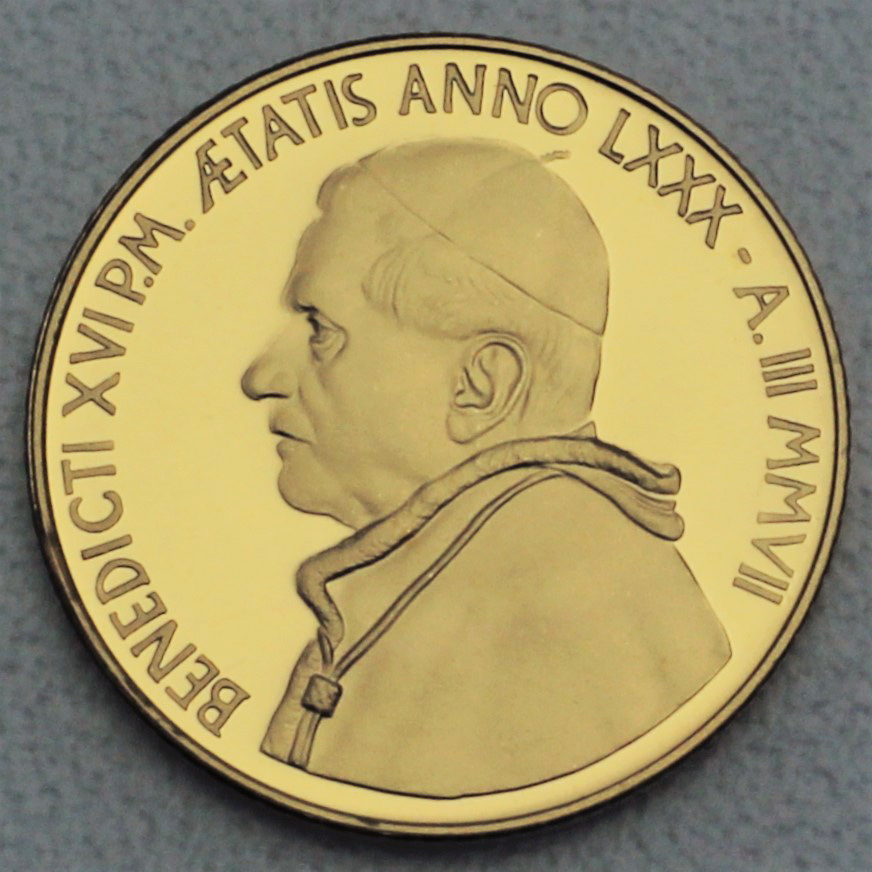 BENEDICTI XVI P.M. ÆTATIS ANNO LXXX - A. III MMVII